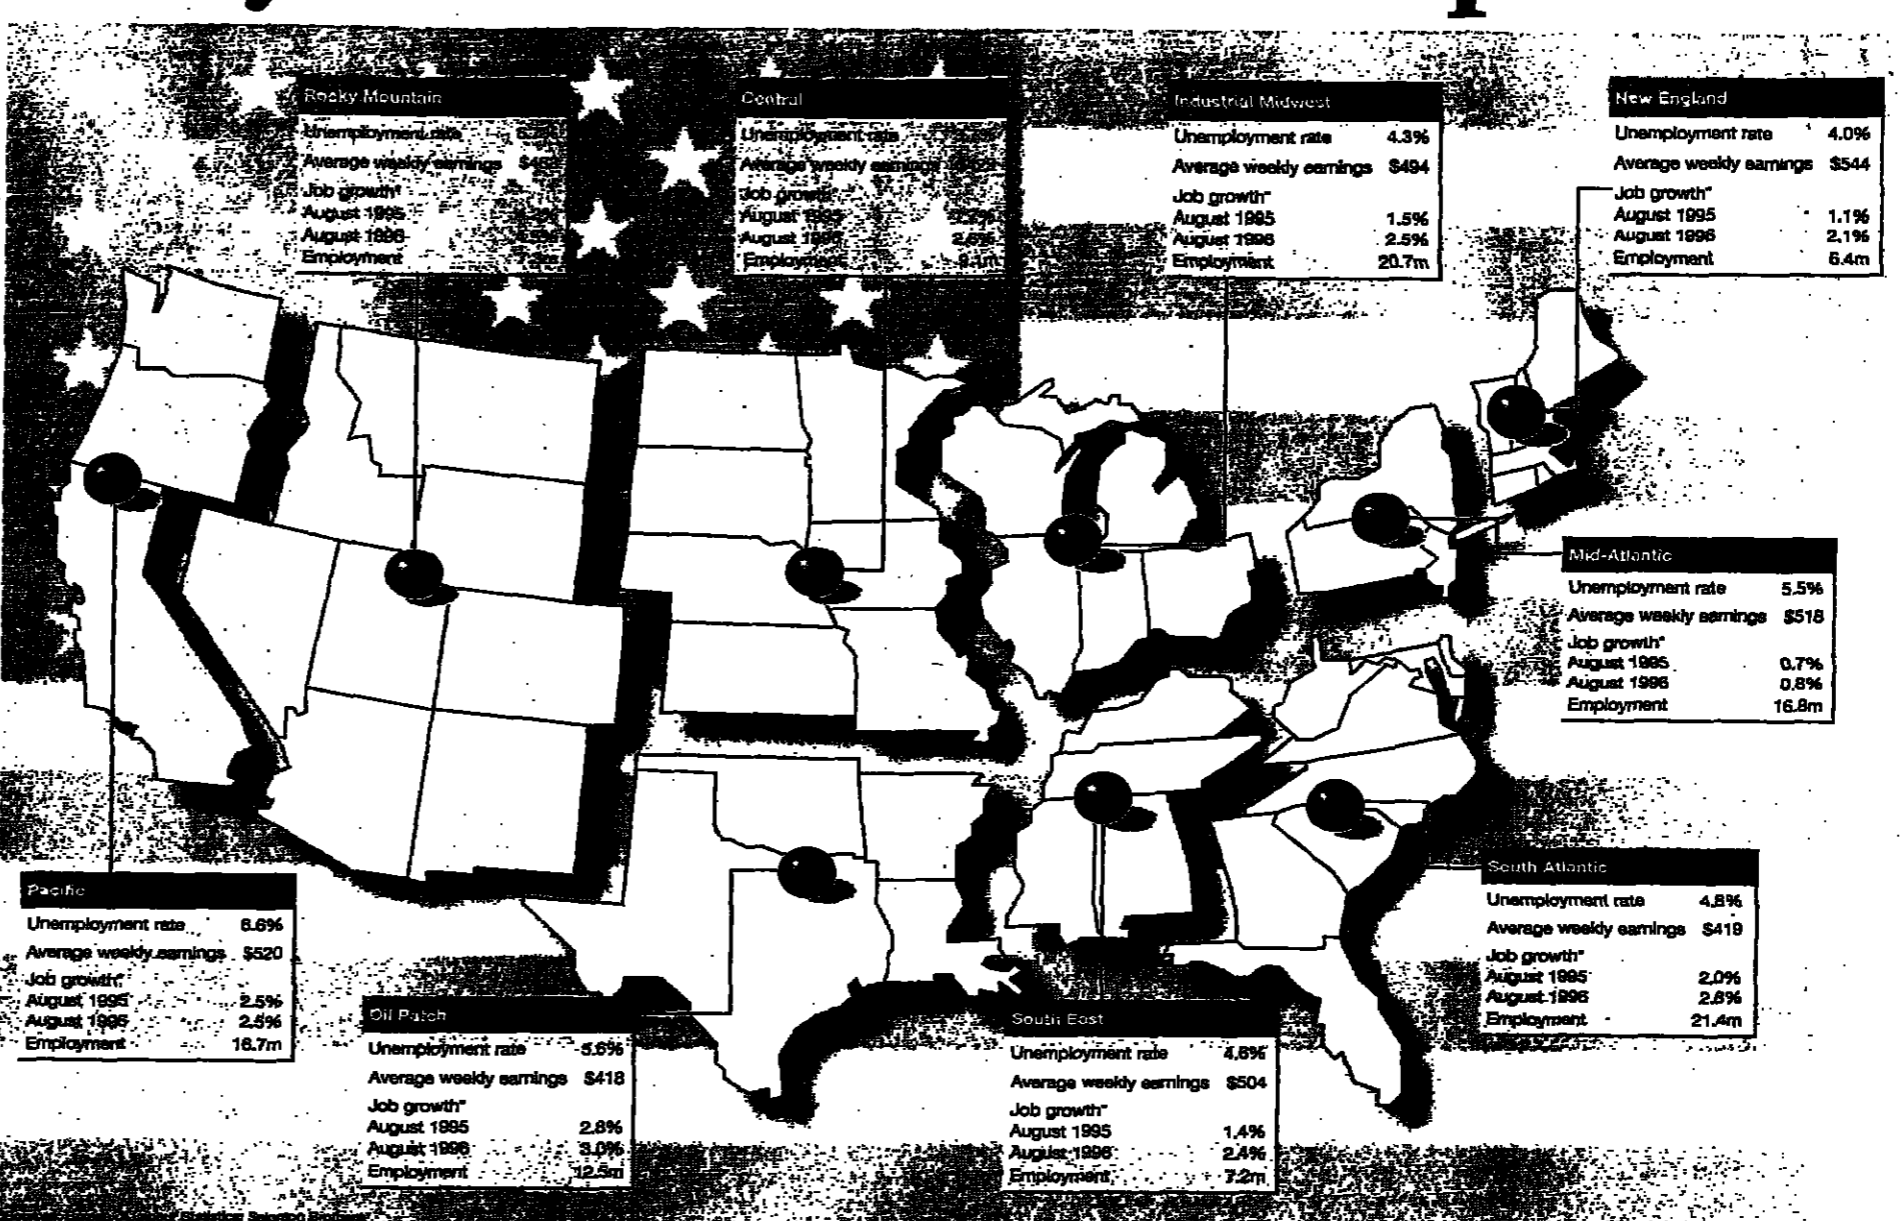 Rocky Mountain
Unemployment rate
Average weekly earnings
Job growth*
August 1995
August 1996
Employment
Central
Unemployment rate
Average weekly earnings
Job growth*
August 1995
August 1996
Employment
Industrial Midwest
Unemployment rate 4.3%
Average weekly earnings $494
Job growth*
August 1995 1.5%
August 1996 2.5%
Employment 20.7m
New England
Unemployment rate 4.0%
Average weekly earnings $544
Job growth*
August 1995 1.1%
August 1996 2.1%
Employment 6.4m
Mid-Atlantic
Unemployment rate 5.5%
Average weekly earnings $518
Job growth*
August 1995 0.7%
August 1996 0.8%
Employment 16.8m
Pacific
Unemployment rate 6.6%
Average weekly earnings $520
Job growth*
August 1995 2.5%
August 1996 2.5%
Employment 16.7m
Oil Patch
Unemployment rate 5.6%
Average weekly earnings $418
Job growth*
August 1995 2.8%
August 1996 3.0%
Employment 12.5m
South East
Unemployment rate 4.6%
Average weekly earnings $504
Job growth*
August 1995 1.4%
August 1996 2.4%
Employment 7.2m
South Atlantic
Unemployment rate 4.8%
Average weekly earnings $419
Job growth*
August 1995 2.0%
August 1996 2.6%
Employment 21.4m